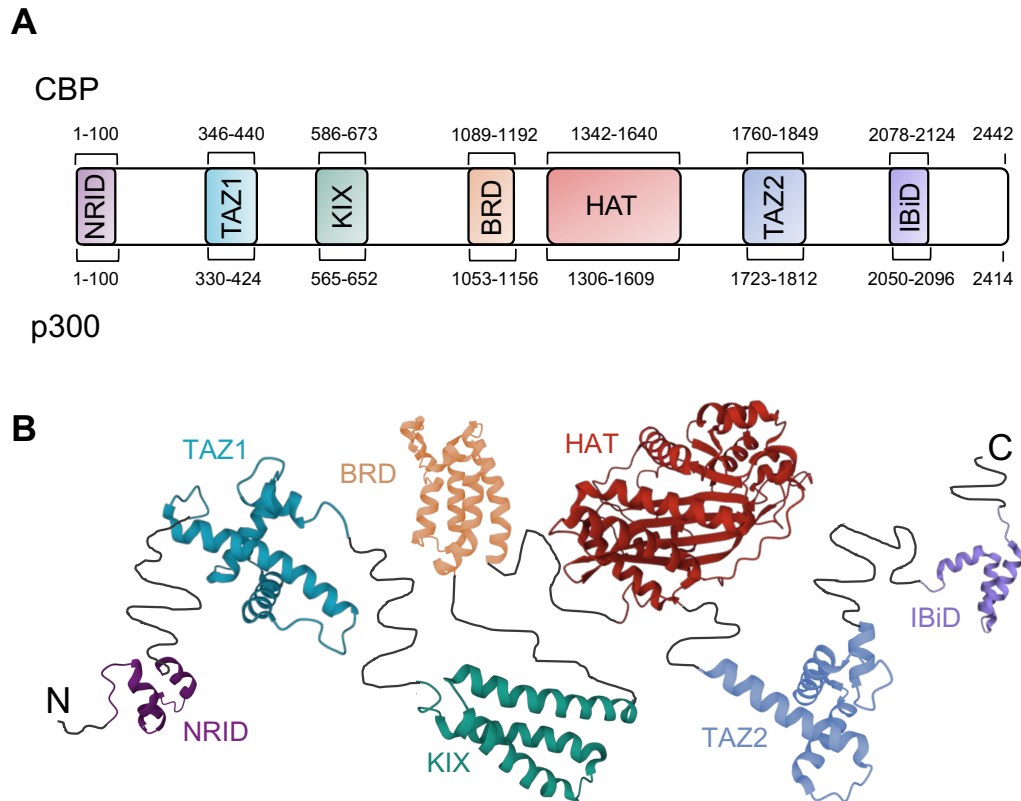 A
CBP
1-100 346-440 586-673 1089-1192 1342-1640 1760-1849 2078-2124 2442
NRID TAZ1 KIX BRD HAT TAZ2 IBiD
1-100 330-424 565-652 1053-1156 1306-1609 1723-1812 2050-2096 2414
p300
B
TAZ1 BRD HAT C
IBiD
N NRID KIX TAZ2